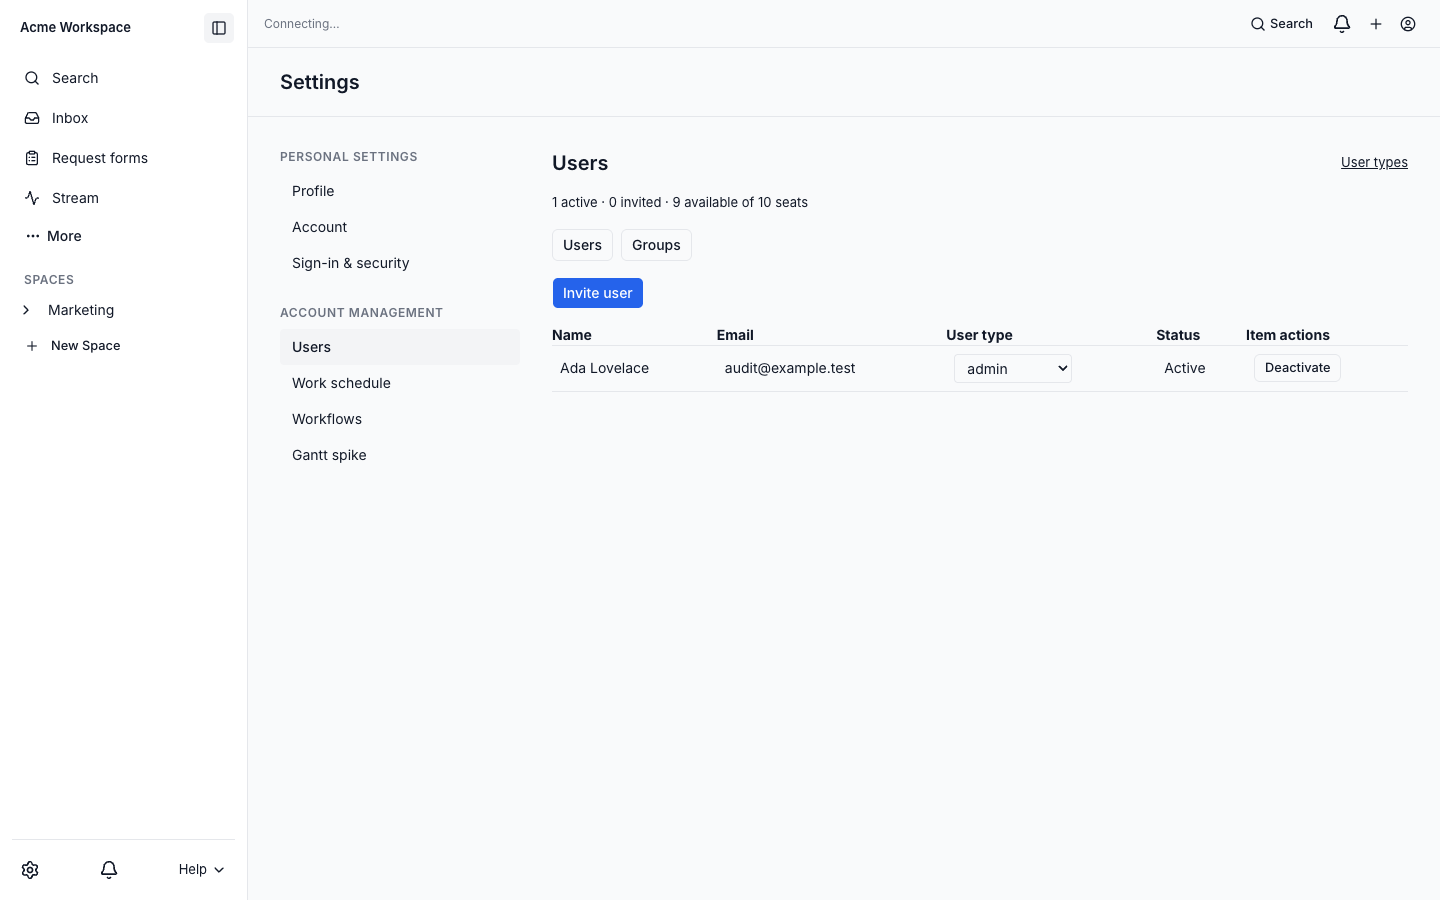 Acme Workspace
Search
Inbox
Request forms
Stream
More
SPACES
Marketing
New Space
Help
Connecting...
Search
Settings
PERSONAL SETTINGS
Profile
Account
Sign-in & security
ACCOUNT MANAGEMENT
Users
Work schedule
Workflows
Gantt spike
Users
User types
1 active · 0 invited · 9 available of 10 seats
Users Groups
Invite user
Name Email User type Status Item actions
Ada Lovelace audit@example.test admin Active Deactivate